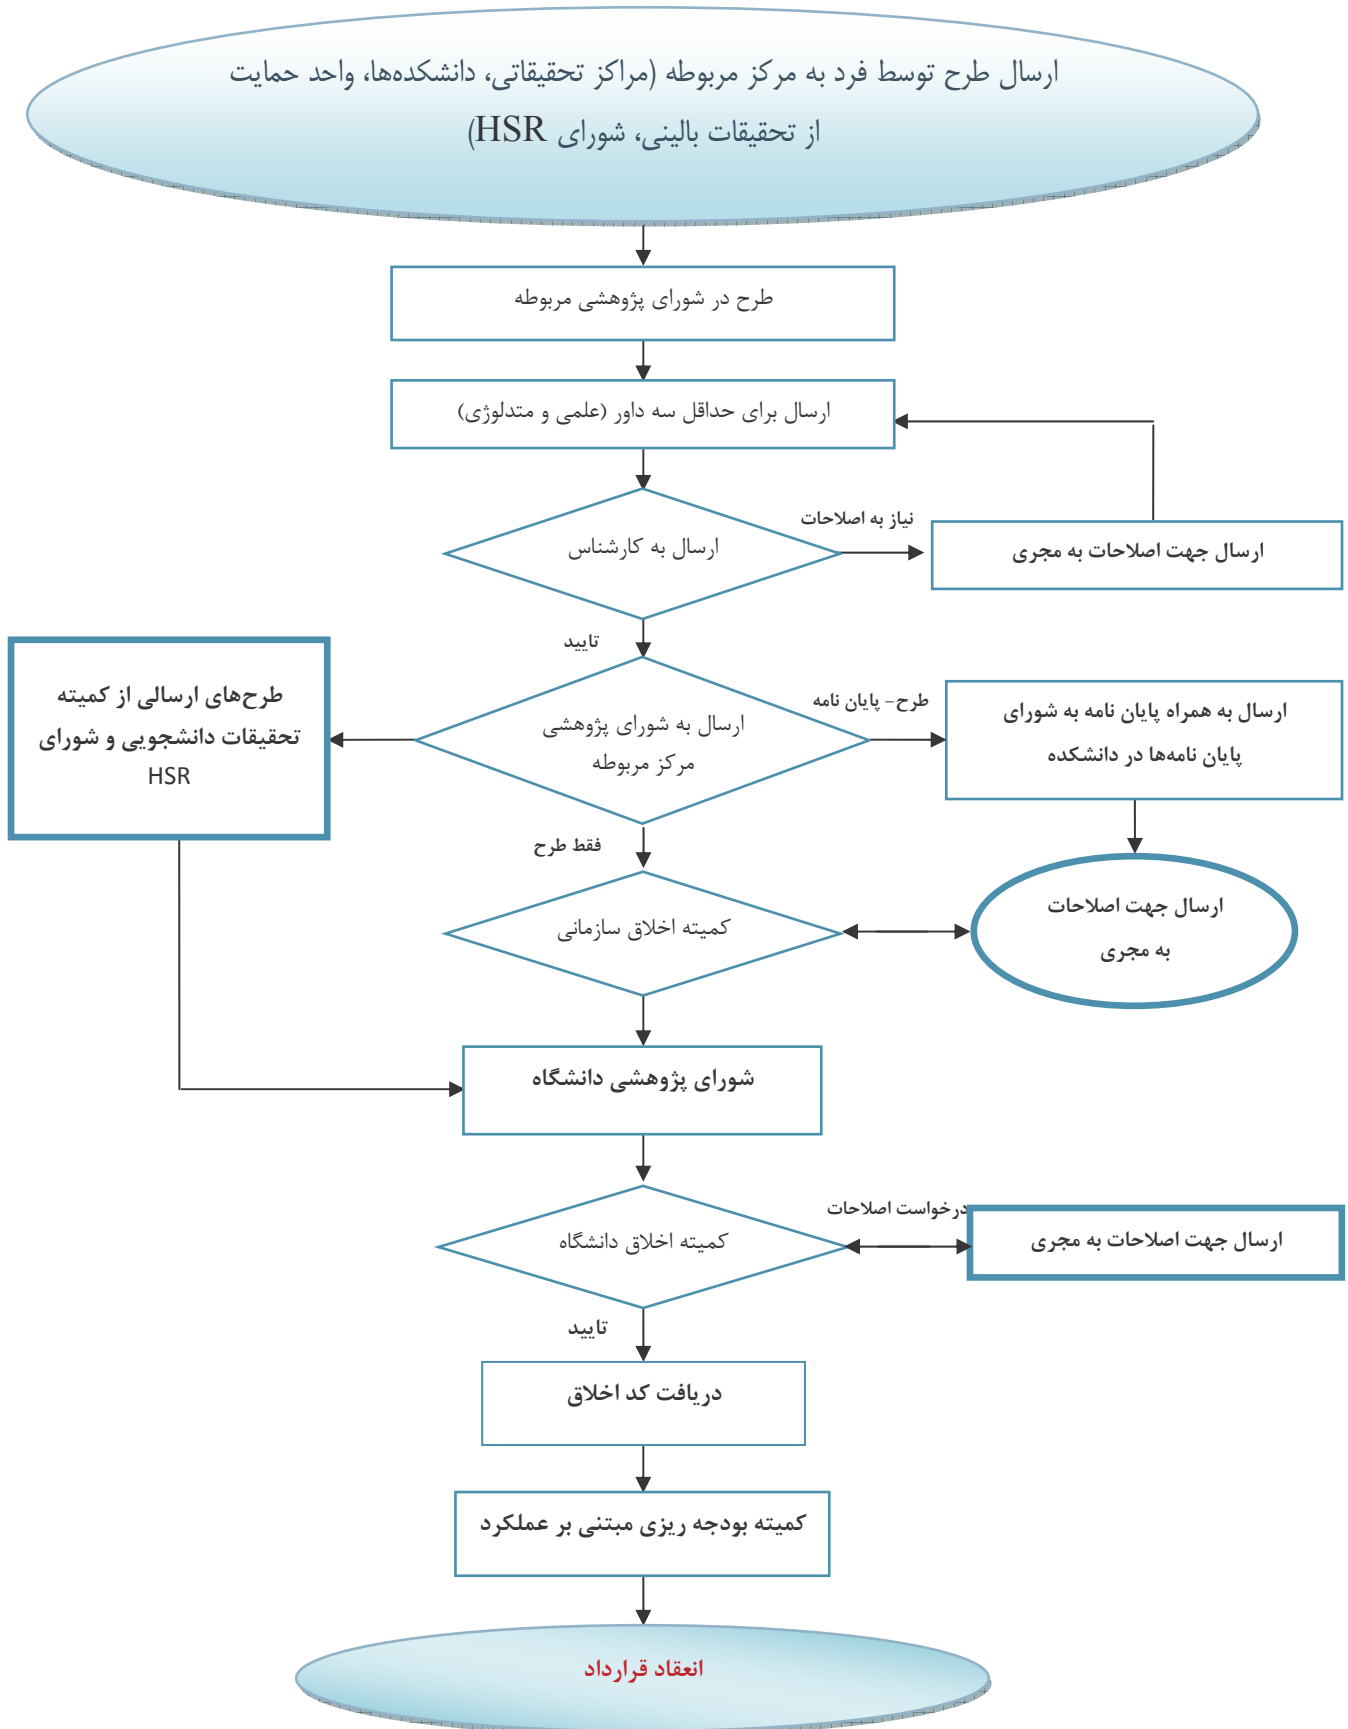 ارسال طرح توسط فرد به مرکز مربوطه (مراکز تحقیقاتی، دانشکده‌ها، واحد حمایت
از تحقیقات بالینی، شورای HSR)
طرح در شورای پژوهشی مربوطه
ارسال برای حداقل سه داور (علمی و متدلوژی)
نیاز به اصلاحات
ارسال به کارشناس
ارسال جهت اصلاحات به مجری
تایید
طرح- پایان نامه
ارسال به همراه پایان نامه به شورای
پایان نامه‌ها در دانشکده
ارسال به شورای پژوهشی
مرکز مربوطه
طرح‌های ارسالی از کمیته
تحقیقات دانشجویی و شورای
HSR
فقط طرح
ارسال جهت اصلاحات
به مجری
کمیته اخلاق سازمانی
شورای پژوهشی دانشگاه
درخواست اصلاحات
ارسال جهت اصلاحات به مجری
کمیته اخلاق دانشگاه
تایید
دریافت کد اخلاق
کمیته بودجه ریزی مبتنی بر عملکرد
انعقاد قرارداد